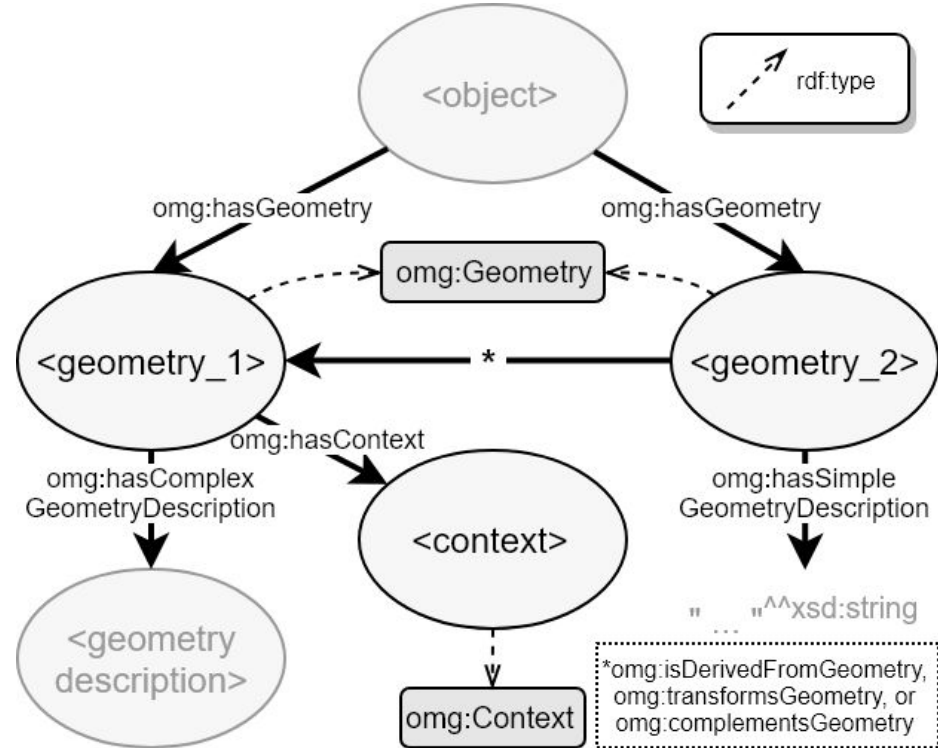 <object>
rdf:type
omg:hasGeometry
omg:hasGeometry
omg:Geometry
<geometry_1>
*
<geometry_2>
omg:hasContext
omg:hasComplex
GeometryDescription
omg:hasSimple
GeometryDescription
<context>
" ... "^^xsd:string
<geometry
description>
*omg:isDerivedFromGeometry,
omg:transformsGeometry, or
omg:complementsGeometry
omg:Context